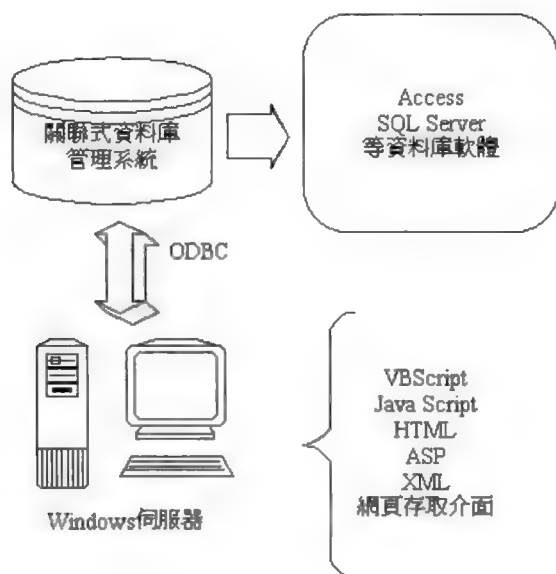 關聯式資料庫
管理系統
Access
SQL Server
等資料庫軟體
ODBC
VBScript
Java Script
HTML
ASP
XML
網頁存取介面
Windows伺服器